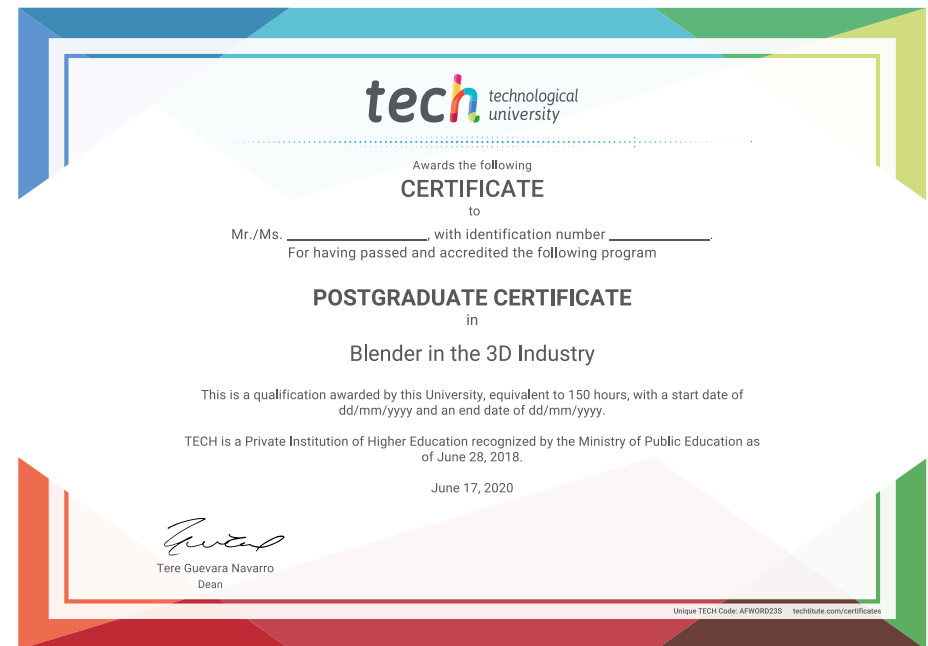 tech technological
university
Awards the following
CERTIFICATE
to
Mr./Ms. ____________________, with identification number ______________.
For having passed and accredited the following program
POSTGRADUATE CERTIFICATE
in
Blender in the 3D Industry
This is a qualification awarded by this University, equivalent to 150 hours, with a start date of
dd/mm/yyyy and an end date of dd/mm/yyyy.
TECH is a Private Institution of Higher Education recognized by the Ministry of Public Education as
of June 28, 2018.
June 17, 2020
Tere Guevara Navarro
Dean
Unique TECH Code: AFWORD23S techtitute.com/certificates